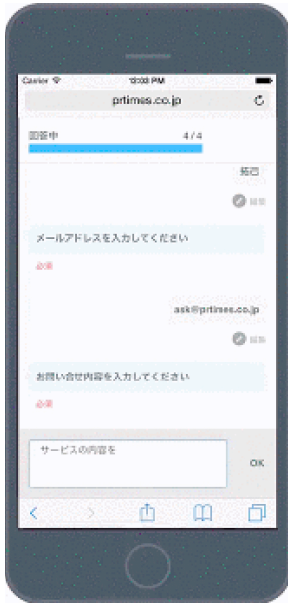 Carrier 12:03 PM
prtimes.co.jp
回答中 4/4
拓己
編集
メールアドレスを入力してください
必須
ask@prtimes.co.jp
編集
お問い合せ内容を入力してください
必須
サービスの内容を
OK